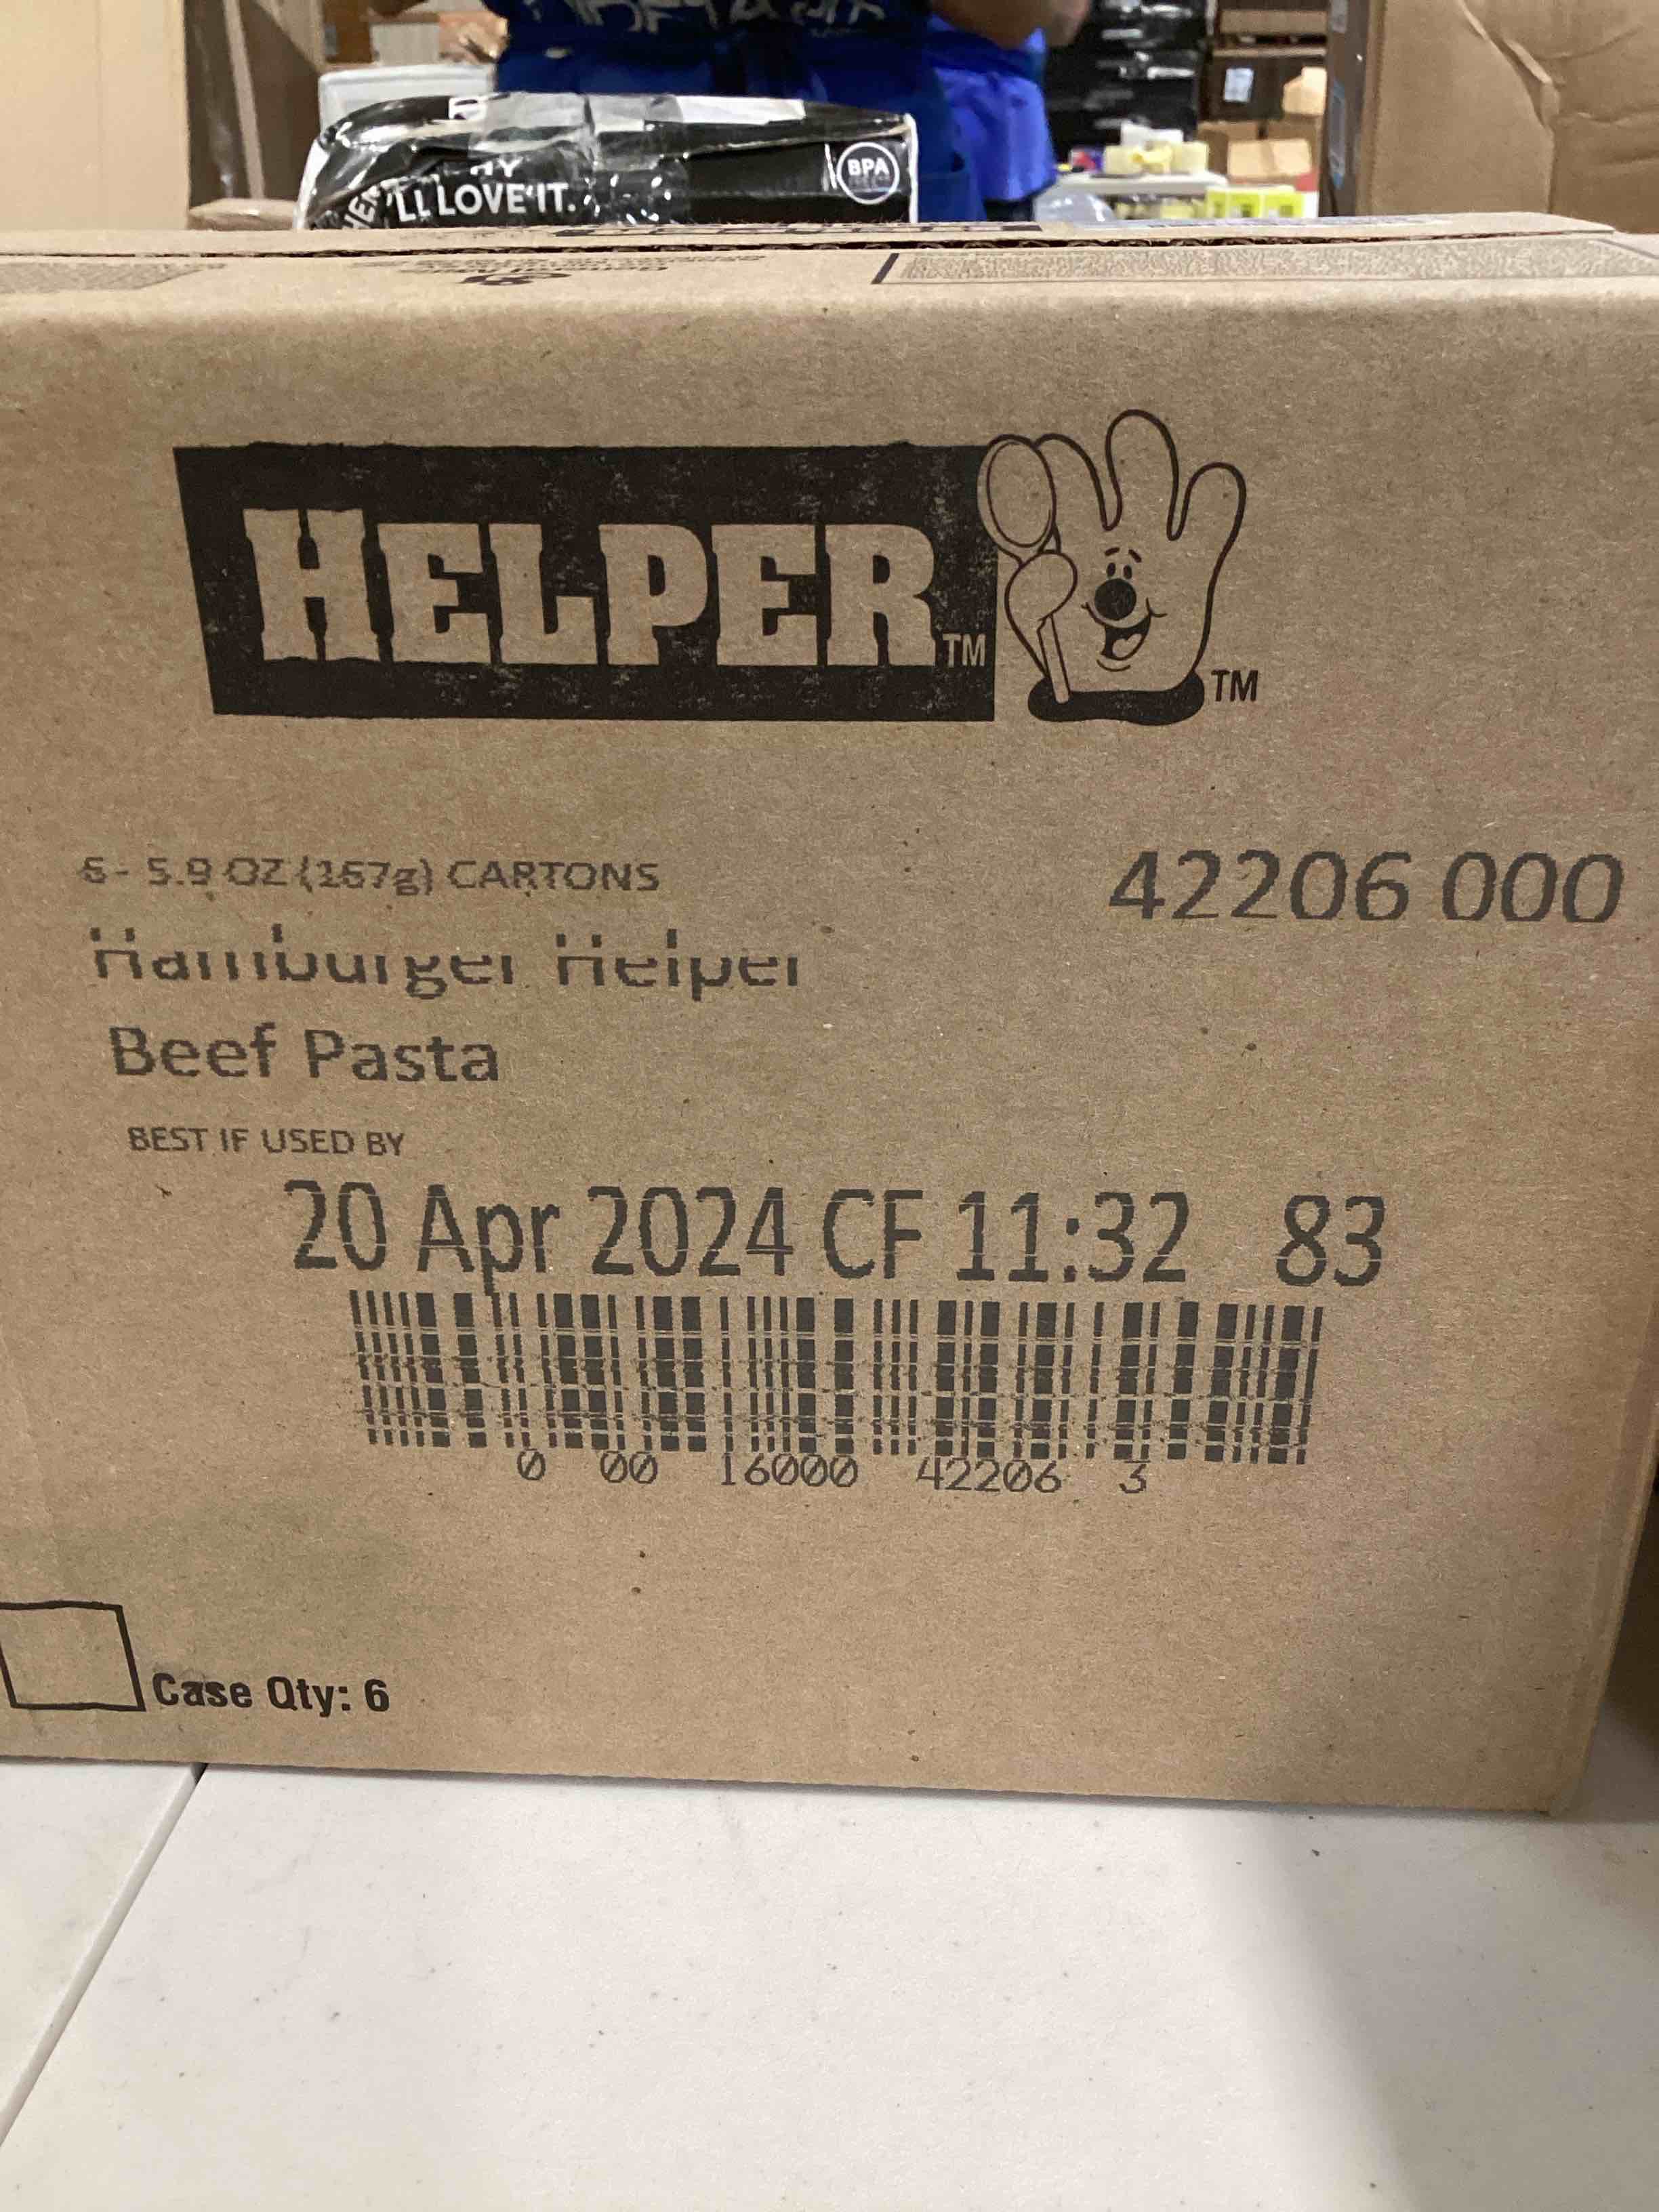 'LL LOVE IT.
BPA
HELPER TM
TM
6- 5.9 OZ (167g) CARTONS
42206 000
Hamburger Helper
Beef Pasta
BEST IF USED BY
20 Apr 2024 CF 11:32 83
0 00 16000 42206 3
Case Qty: 6